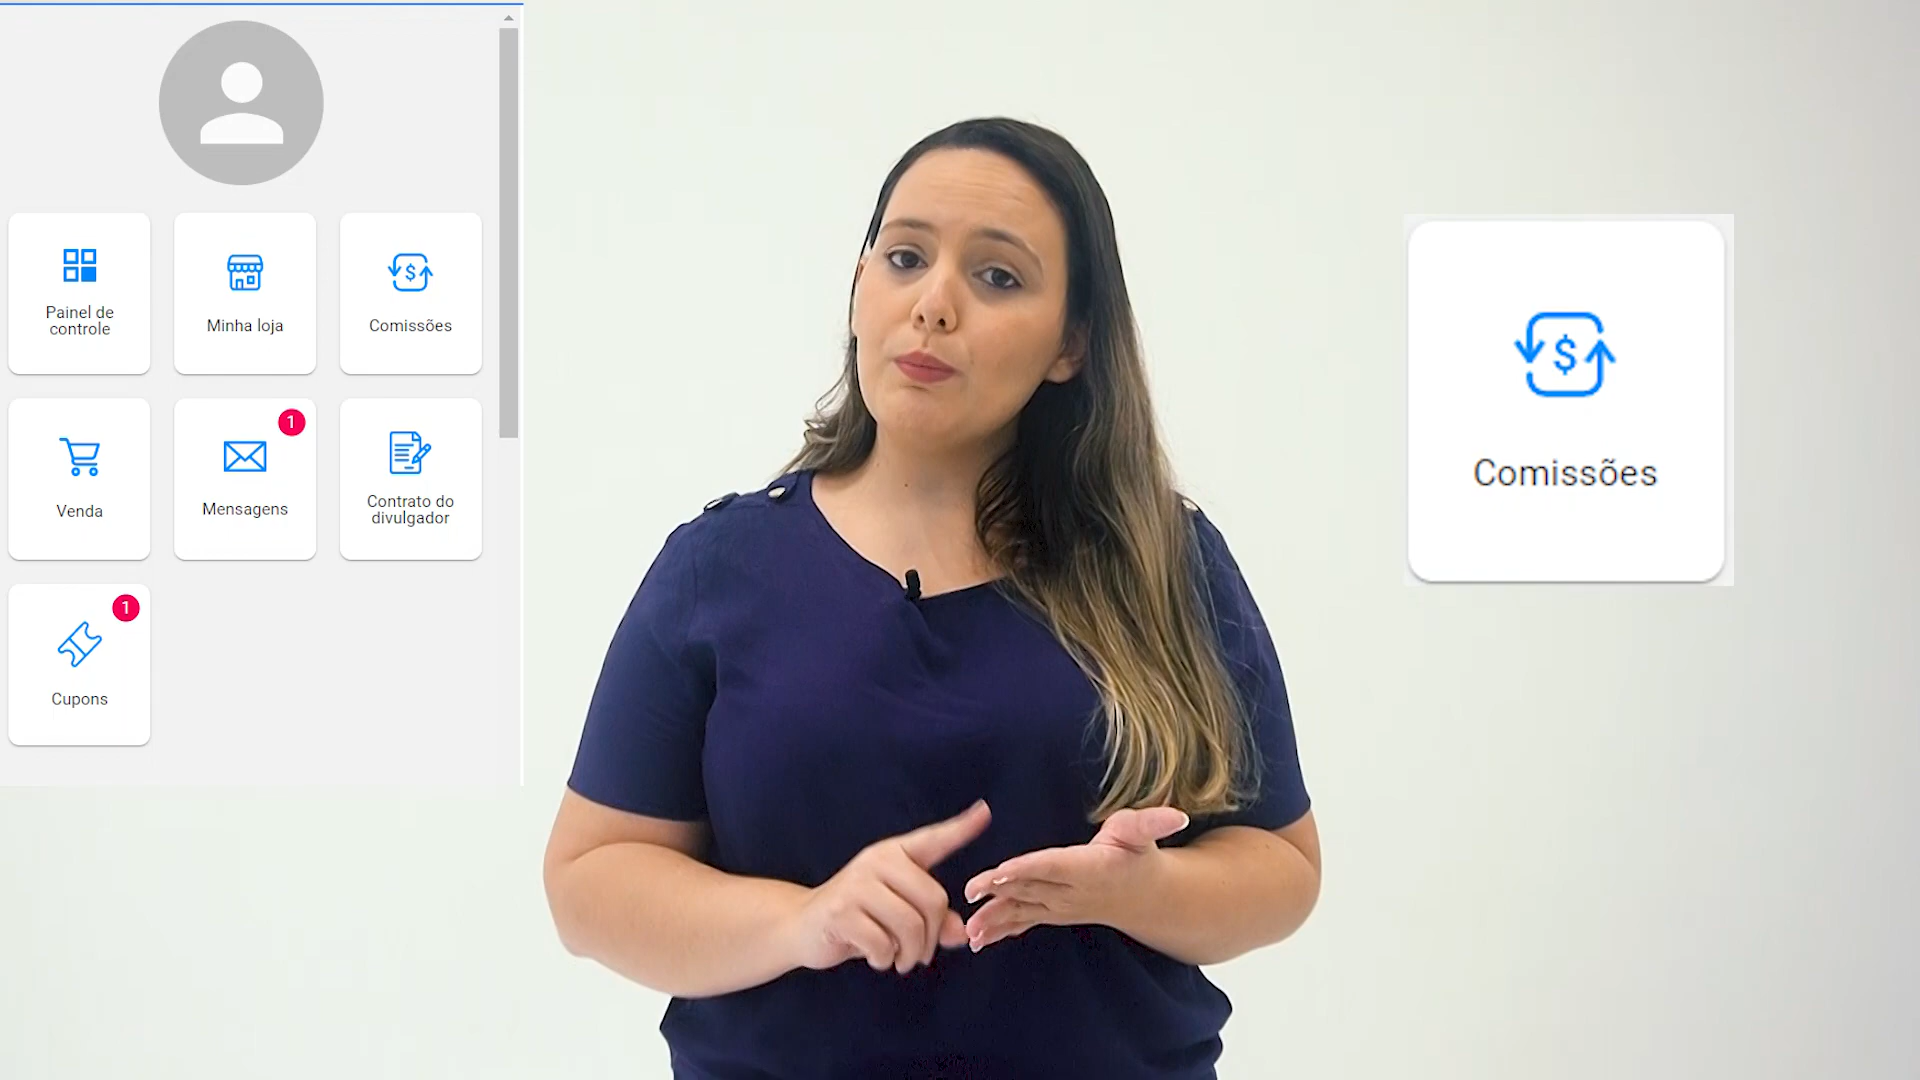 Painel de
controle
Minha loja
$
Comissões
Venda
1
Mensagens
Contrato do
divulgador
1
Cupons
$
Comissões